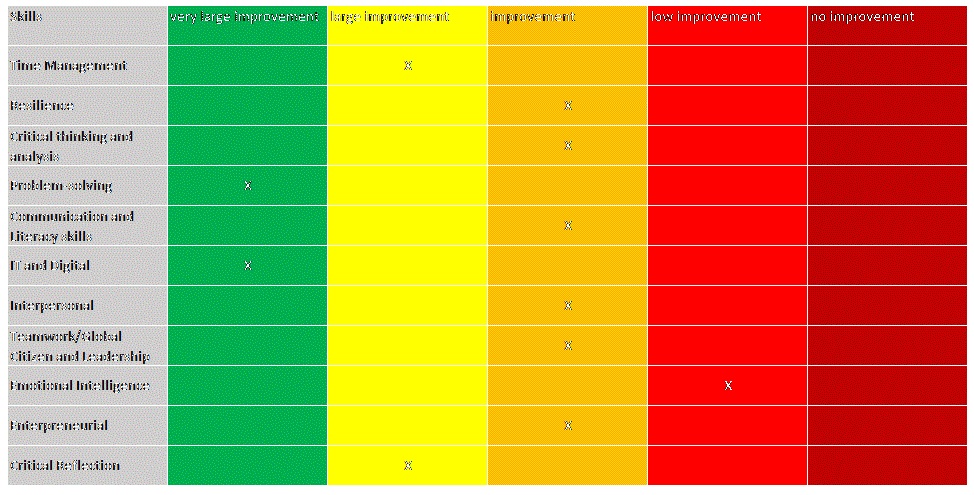 Skills very large improvement large improvement improvement low improvement no improvement
Time Management X
Resilience X
Critical thinking and
analysis X
Problem-solving X
Communication and
Literacy skills X
IT and Digital X
Interpersonal X
Teamwork/Global
Citizen and Leadership X
Emotional Intelligence X
Entrepreneurial X
Critical Reflection X